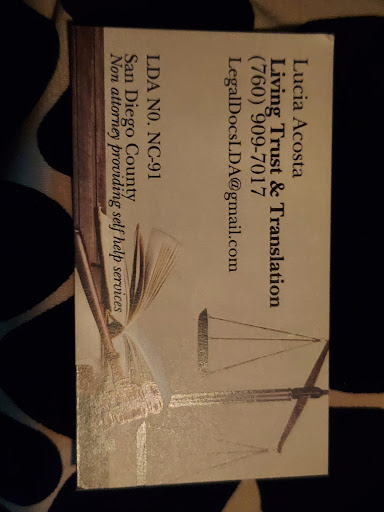 Lucia Acosta
Living Trust & Translation
(760) 909-7017
LegalDocsLDA@gmail.com
LDA N0. NC-91
San Diego County
Non attorney providing self help services